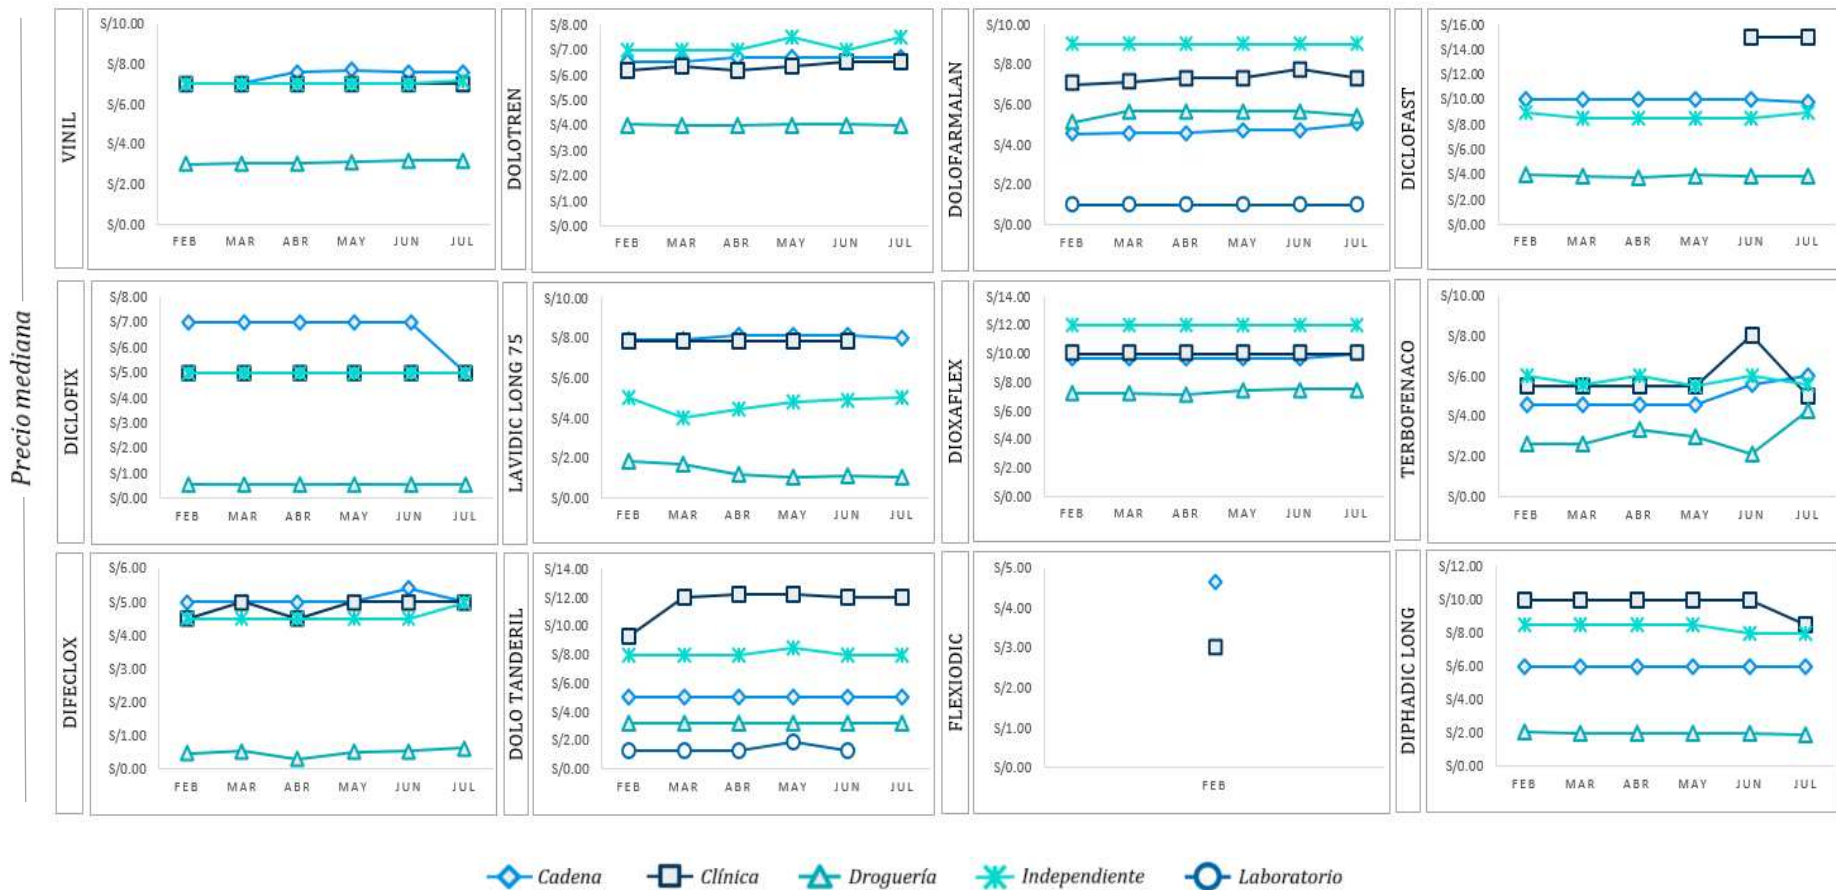 Precio mediana
VINIL
S/10.00
S/8.00
S/6.00
S/4.00
S/2.00
S/0.00
FEB MAR ABR MAY JUN JUL
DOLOTREN
S/8.00
S/7.00
S/6.00
S/5.00
S/4.00
S/3.00
S/2.00
S/1.00
S/0.00
FEB MAR ABR MAY JUN JUL
DOLOFARMALAN
S/10.00
S/8.00
S/6.00
S/4.00
S/2.00
S/0.00
FEB MAR ABR MAY JUN JUL
DICLOFAST
S/16.00
S/14.00
S/12.00
S/10.00
S/8.00
S/6.00
S/4.00
S/2.00
S/0.00
FEB MAR ABR MAY JUN JUL
DICLOFIX
S/8.00
S/7.00
S/6.00
S/5.00
S/4.00
S/3.00
S/2.00
S/1.00
S/0.00
FEB MAR ABR MAY JUN JUL
LAVIDIC LONG 75
S/10.00
S/8.00
S/6.00
S/4.00
S/2.00
S/0.00
FEB MAR ABR MAY JUN JUL
DIOXAFLEX
S/14.00
S/12.00
S/10.00
S/8.00
S/6.00
S/4.00
S/2.00
S/0.00
FEB MAR ABR MAY JUN JUL
TERBOFENACO
S/10.00
S/8.00
S/6.00
S/4.00
S/2.00
S/0.00
FEB MAR ABR MAY JUN JUL
DIFECLOX
S/6.00
S/5.00
S/4.00
S/3.00
S/2.00
S/1.00
S/0.00
FEB MAR ABR MAY JUN JUL
DOLO TANDERIL
S/14.00
S/12.00
S/10.00
S/8.00
S/6.00
S/4.00
S/2.00
S/0.00
FEB MAR ABR MAY JUN JUL
FLEXIODIC
S/5.00
S/4.00
S/3.00
S/2.00
S/1.00
S/0.00
FEB
DIPHADIC LONG
S/12.00
S/10.00
S/8.00
S/6.00
S/4.00
S/2.00
S/0.00
FEB MAR ABR MAY JUN JUL
Cadena Clínica Droguería Independiente Laboratorio